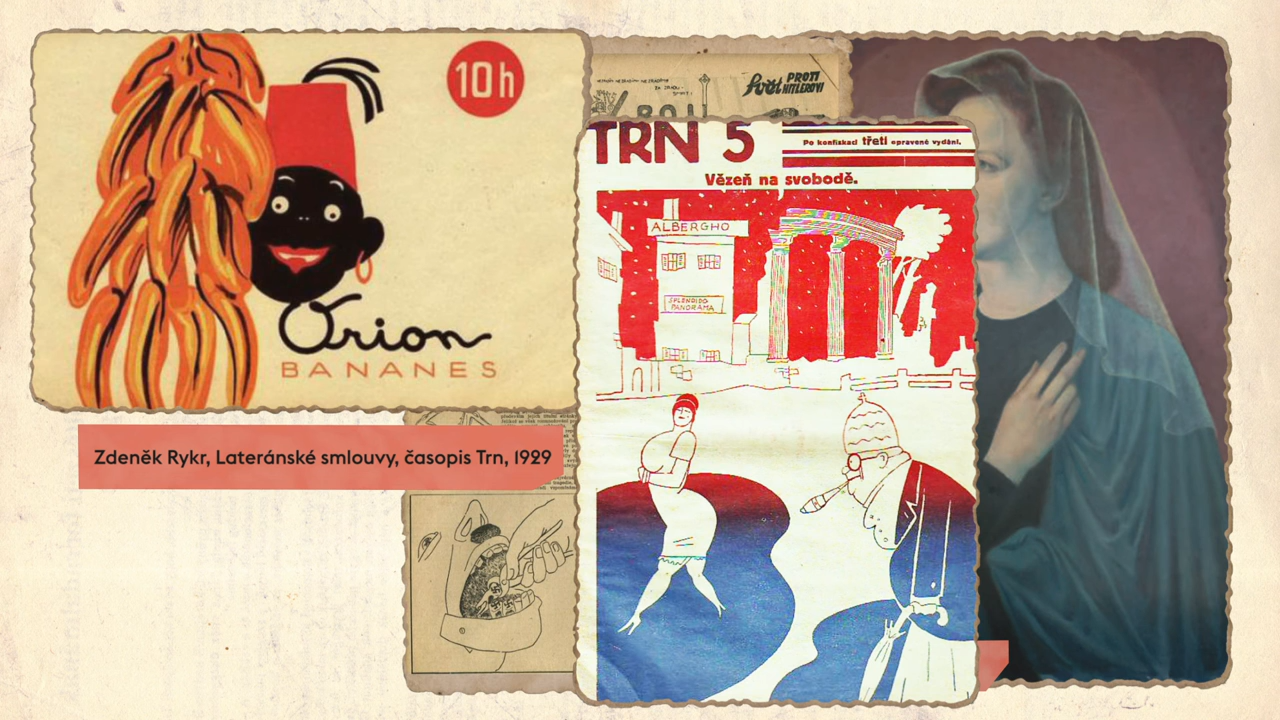 10h
Orion
BANANES
Svět PROTI
HITLEROVI
TRN 5
Po konfiskaci třetí opravené vydání.
Vězeň na svobodě.
ALBERGHO
SPLENDIDO
PANORAMA
Zdeněk Rykr, Lateránské smlouvy, časopis Trn, 1929